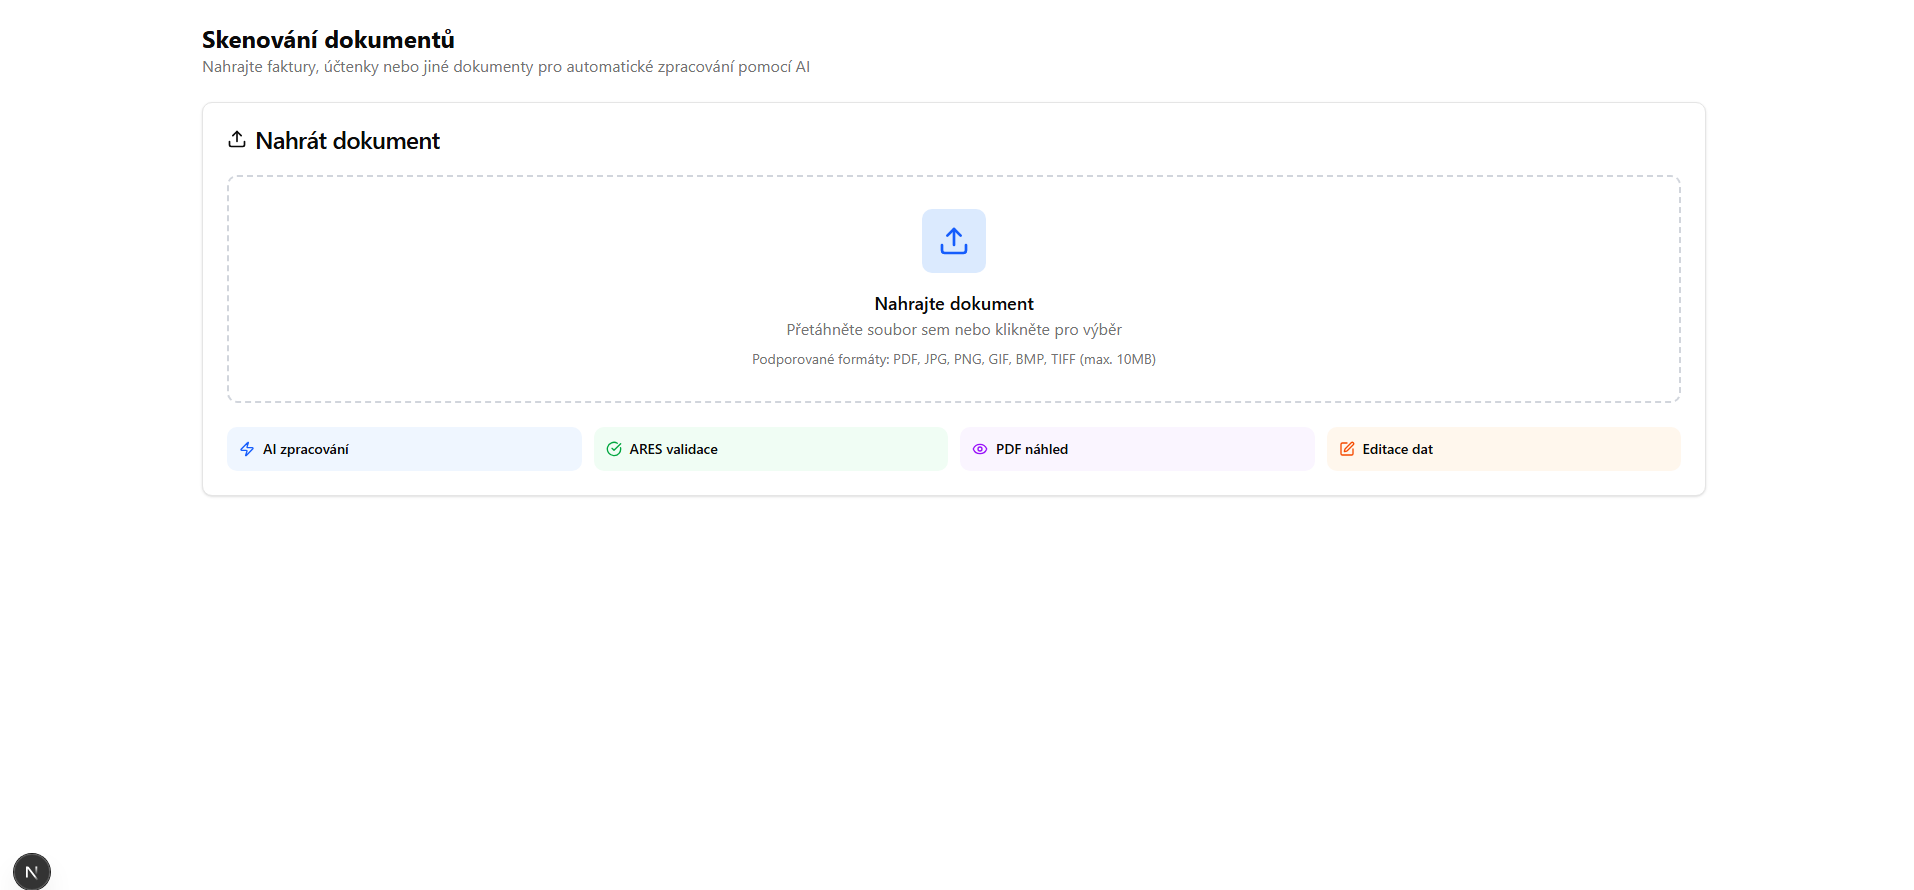 Skenování dokumentů
Nahrajte faktury, účtenky nebo jiné dokumenty pro automatické zpracování pomocí AI
Nahrát dokument
Nahrajte dokument
Přetáhněte soubor sem nebo klikněte pro výběr
Podporované formáty: PDF, JPG, PNG, GIF, BMP, TIFF (max. 10MB)
AI zpracování
ARES validace
PDF náhled
Editace dat
N